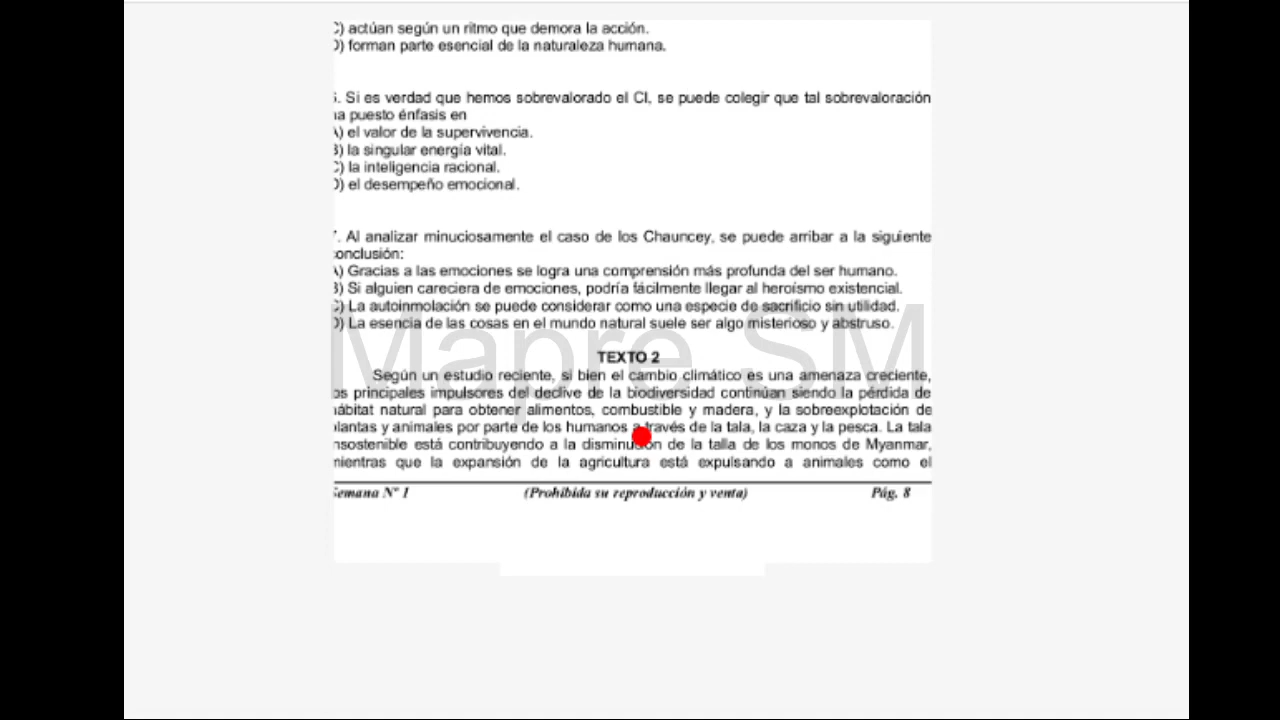 C) actúan según un ritmo que demora la acción.
D) forman parte esencial de la naturaleza humana.
6. Si es verdad que hemos sobrevalorado el CI, se puede colegir que tal sobrevaloración
ha puesto énfasis en
A) el valor de la supervivencia.
B) la singular energía vital.
C) la inteligencia racional.
D) el desempeño emocional.
7. Al analizar minuciosamente el caso de los Chauncey, se puede arribar a la siguiente
conclusión:
A) Gracias a las emociones se logra una comprensión más profunda del ser humano.
B) Si alguien careciera de emociones, podría fácilmente llegar al heroísmo existencial.
C) La autoinmolación se puede considerar como una especie de sacrificio sin utilidad.
D) La esencia de las cosas en el mundo natural suele ser algo misterioso y abstruso.
Mapre SM
TEXTO 2
Según un estudio reciente, si bien el cambio climático es una amenaza creciente,
los principales impulsores del declive de la biodiversidad continúan siendo la pérdida de
hábitat natural para obtener alimentos, combustible y madera, y la sobreexplotación de
plantas y animales por parte de los humanos a través de la tala, la caza y la pesca. La tala
insostenible está contribuyendo a la disminución de la talla de los monos de Myanmar,
mientras que la expansión de la agricultura está expulsando a animales como el
Semana Nº 1 (Prohibida su reproducción y venta) Pág. 8